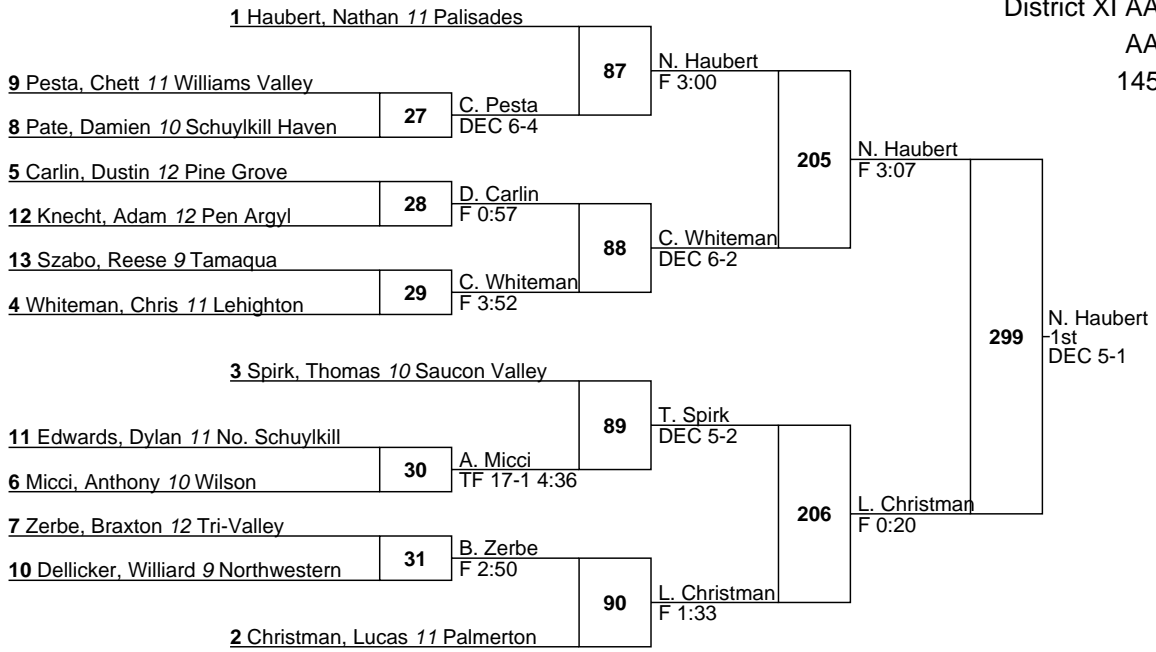 District XI AA
AA
145
1 Haubert, Nathan 11 Palisades
87
N. Haubert
F 3:00
9 Pesta, Chett 11 Williams Valley
27
C. Pesta
DEC 6-4
8 Pate, Damien 10 Schuylkill Haven
205
N. Haubert
F 3:07
5 Carlin, Dustin 12 Pine Grove
28
D. Carlin
F 0:57
12 Knecht, Adam 12 Pen Argyl
88
C. Whiteman
DEC 6-2
13 Szabo, Reese 9 Tamaqua
29
C. Whiteman
F 3:52
4 Whiteman, Chris 11 Lehighton
299
N. Haubert
1st
DEC 5-1
3 Spirk, Thomas 10 Saucon Valley
89
T. Spirk
DEC 5-2
11 Edwards, Dylan 11 No. Schuylkill
30
A. Micci
TF 17-1 4:36
6 Micci, Anthony 10 Wilson
206
L. Christman
F 0:20
7 Zerbe, Braxton 12 Tri-Valley
31
B. Zerbe
F 2:50
10 Dellicker, Williard 9 Northwestern
90
L. Christman
F 1:33
2 Christman, Lucas 11 Palmerton